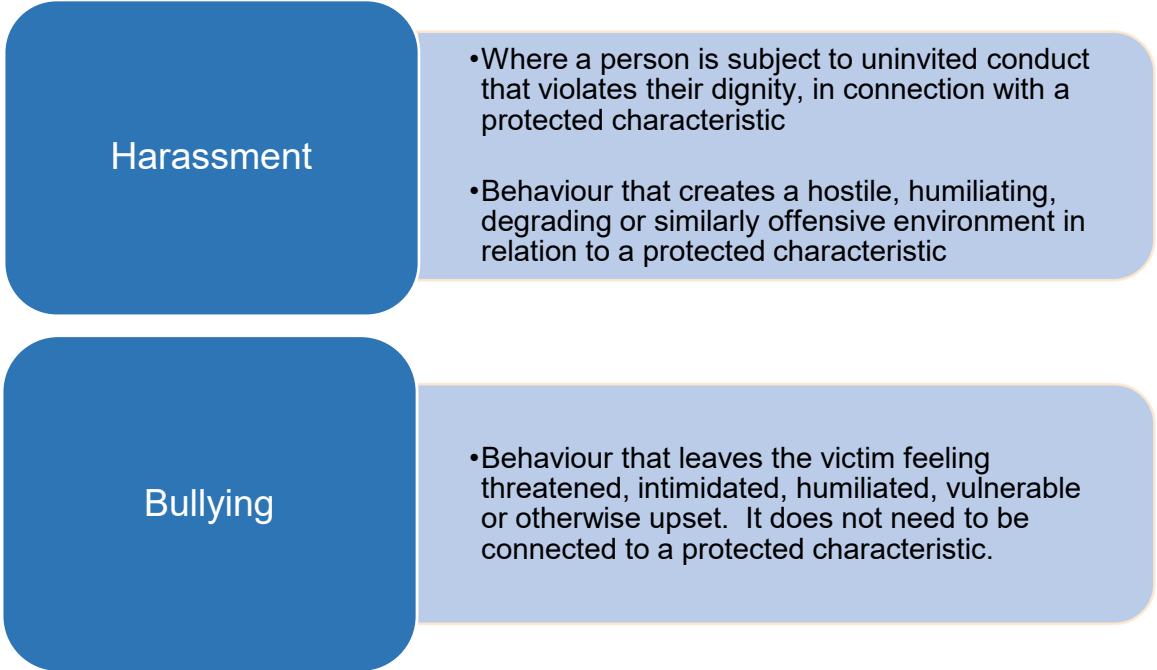 Harassment
•Where a person is subject to uninvited conduct
that violates their dignity, in connection with a
protected characteristic
•Behaviour that creates a hostile, humiliating,
degrading or similarly offensive environment in
relation to a protected characteristic
Bullying
•Behaviour that leaves the victim feeling
threatened, intimidated, humiliated, vulnerable
or otherwise upset.  It does not need to be
connected to a protected characteristic.